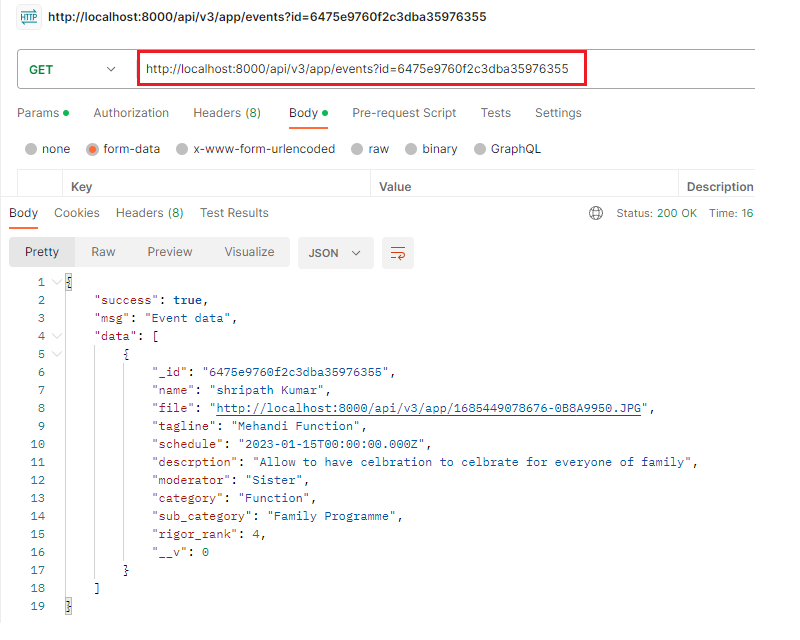 HTTP http://localhost:8000/api/v3/app/events?id=6475e9760f2c3dba35976355
GET http://localhost:8000/api/v3/app/events?id=6475e9760f2c3dba35976355
Params Authorization Headers (8) Body Pre-request Script Tests Settings
none form-data x-www-form-urlencoded raw binary GraphQL
Key Value Description
Body Cookies Headers (8) Test Results Status: 200 OK Time: 16
Pretty Raw Preview Visualize JSON
1 {
2 "success": true,
3 "msg": "Event data",
4 "data": [
5 {
6 "_id": "6475e9760f2c3dba35976355",
7 "name": "shripath Kumar",
8 "file": "http://localhost:8000/api/v3/app/1685449078676-0B8A9950.JPG",
9 "tagline": "Mehandi Function",
10 "schedule": "2023-01-15T00:00:00.000Z",
11 "descrption": "Allow to have celbration to celbrate for everyone of family",
12 "moderator": "Sister",
13 "category": "Function",
14 "sub_category": "Family Programme",
15 "rigor_rank": 4,
16 "__v": 0
17 }
18 ]
19 }